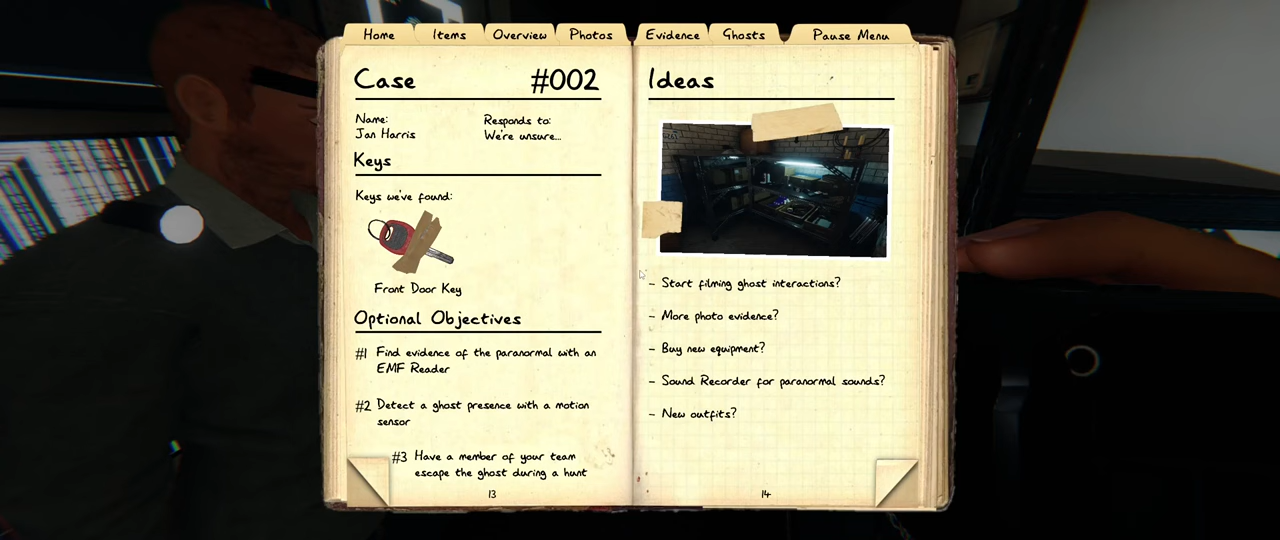 Home
Items
Overview
Photos
Evidence
Ghosts
Pause Menu
Case #002
Name:
Jan Harris
Responds to:
We're unsure...
Keys
Keys we've found:
Front Door Key
Optional Objectives
#1 Find evidence of the paranormal with an
EMF Reader
#2 Detect a ghost presence with a motion
sensor
#3 Have a member of your team
escape the ghost during a hunt
13
Ideas
- Start filming ghost interactions?
- More photo evidence?
- Buy new equipment?
- Sound Recorder for paranormal sounds?
- New outfits?
14